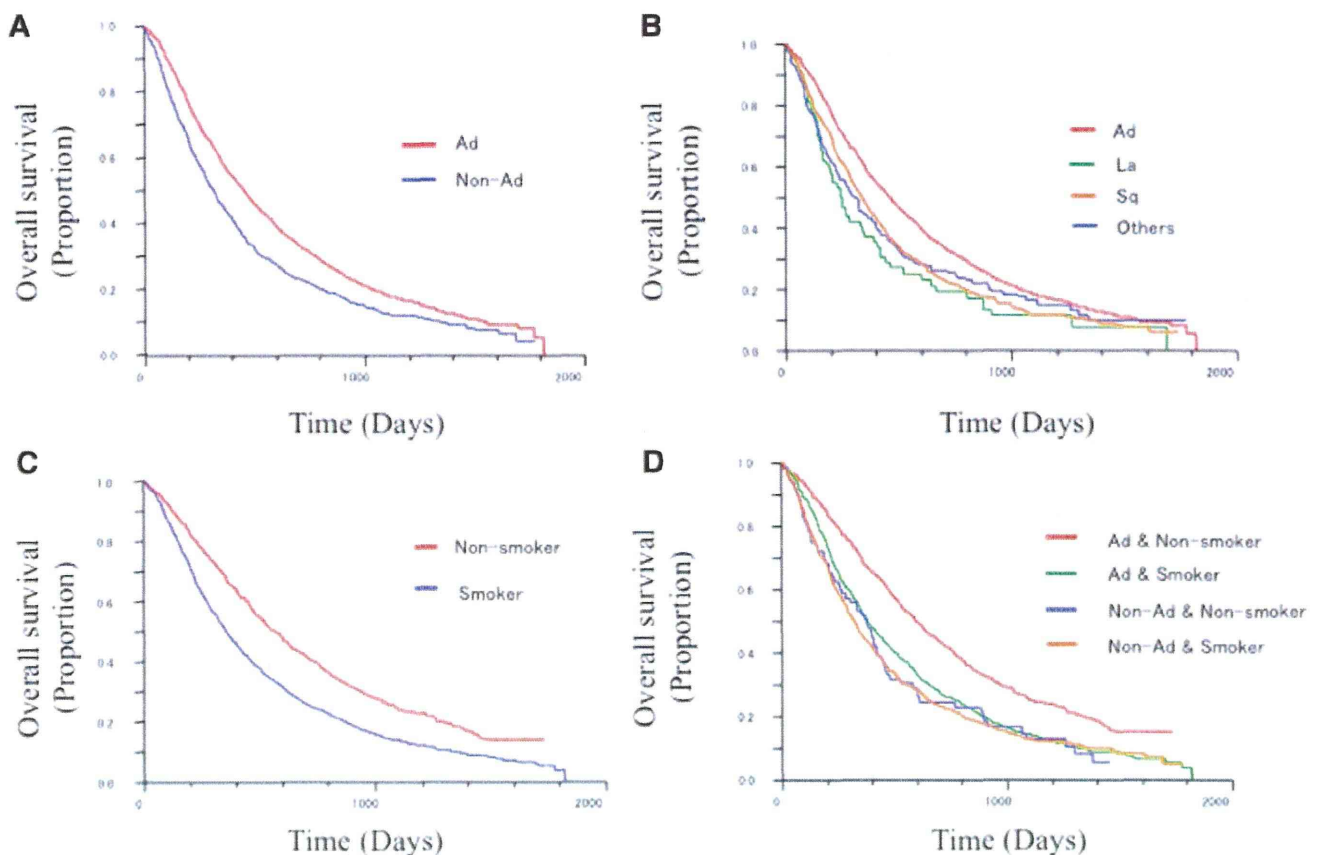 A
Overall survival
(Proportion)
1.0
0.8
0.6
0.4
0.2
0.0
0
1000
2000
Time (Days)
Ad
Non-Ad
B
Overall survival
(Proportion)
1.0
0.8
0.6
0.4
0.2
0.0
0
1000
2000
Time (Days)
Ad
La
Sq
Others
C
Overall survival
(Proportion)
1.0
0.8
0.6
0.4
0.2
0.0
0
1000
2000
Time (Days)
Non-smoker
Smoker
D
Overall survival
(Proportion)
1.0
0.8
0.6
0.4
0.2
0.0
0
1000
2000
Time (Days)
Ad & Non-smoker
Ad & Smoker
Non-Ad & Non-smoker
Non-Ad & Smoker